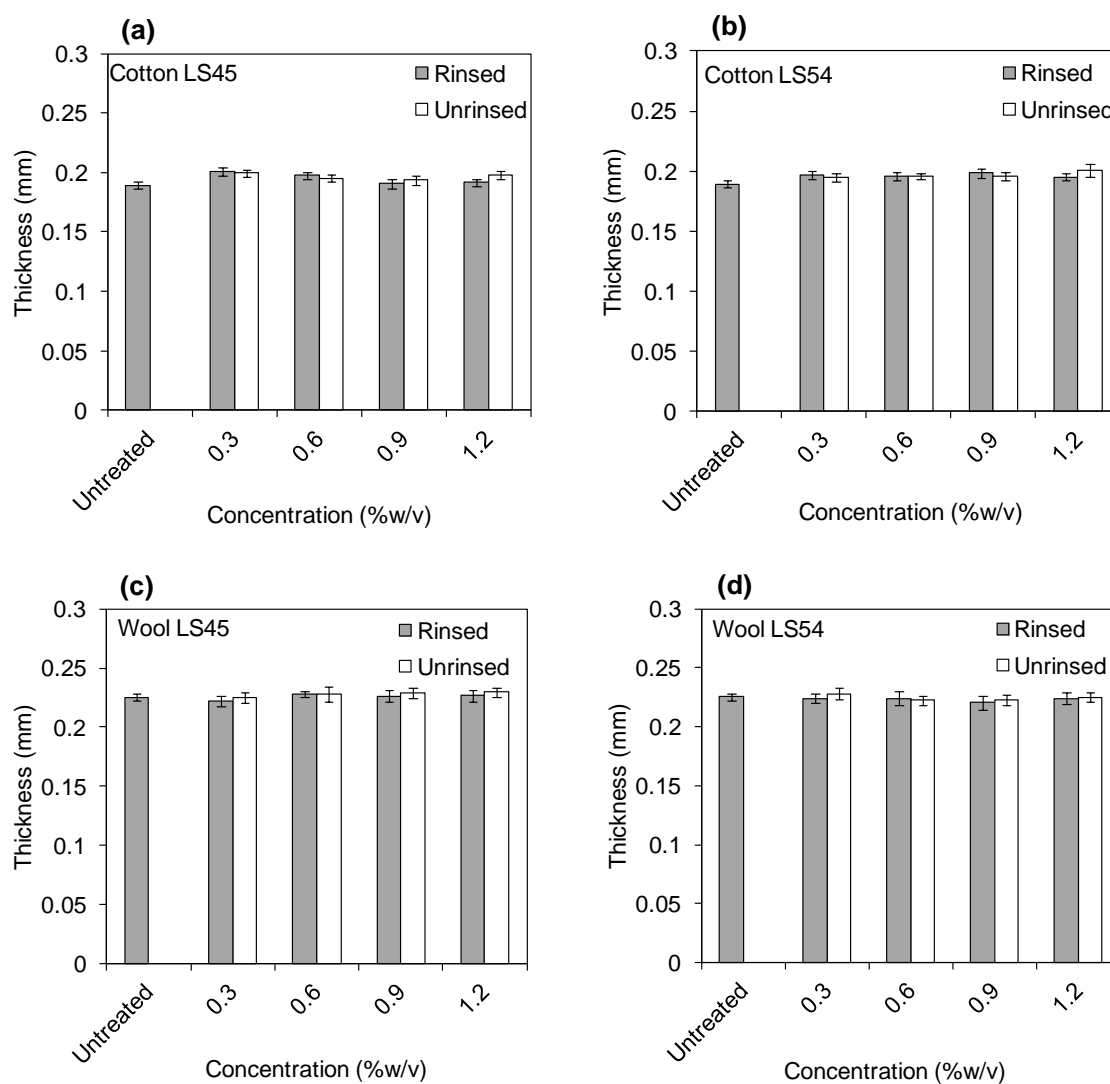 (a)
Cotton LS45
Rinsed
Unrinsed
0.3
0.25
0.2
0.15
0.1
0.05
0
Thickness (mm)
Untreated
0.3
0.6
0.9
1.2
Concentration (%w/v)
(b)
Cotton LS54
Rinsed
Unrinsed
0.3
0.25
0.2
0.15
0.1
0.05
0
Thickness (mm)
Untreated
0.3
0.6
0.9
1.2
Concentration (%w/v)
(c)
Wool LS45
Rinsed
Unrinsed
0.3
0.25
0.2
0.15
0.1
0.05
0
Thickness (mm)
Untreated
0.3
0.6
0.9
1.2
Concentration (%w/v)
(d)
Wool LS54
Rinsed
Unrinsed
0.3
0.25
0.2
0.15
0.1
0.05
0
Thickness (mm)
Untreated
0.3
0.6
0.9
1.2
Concentration (%w/v)